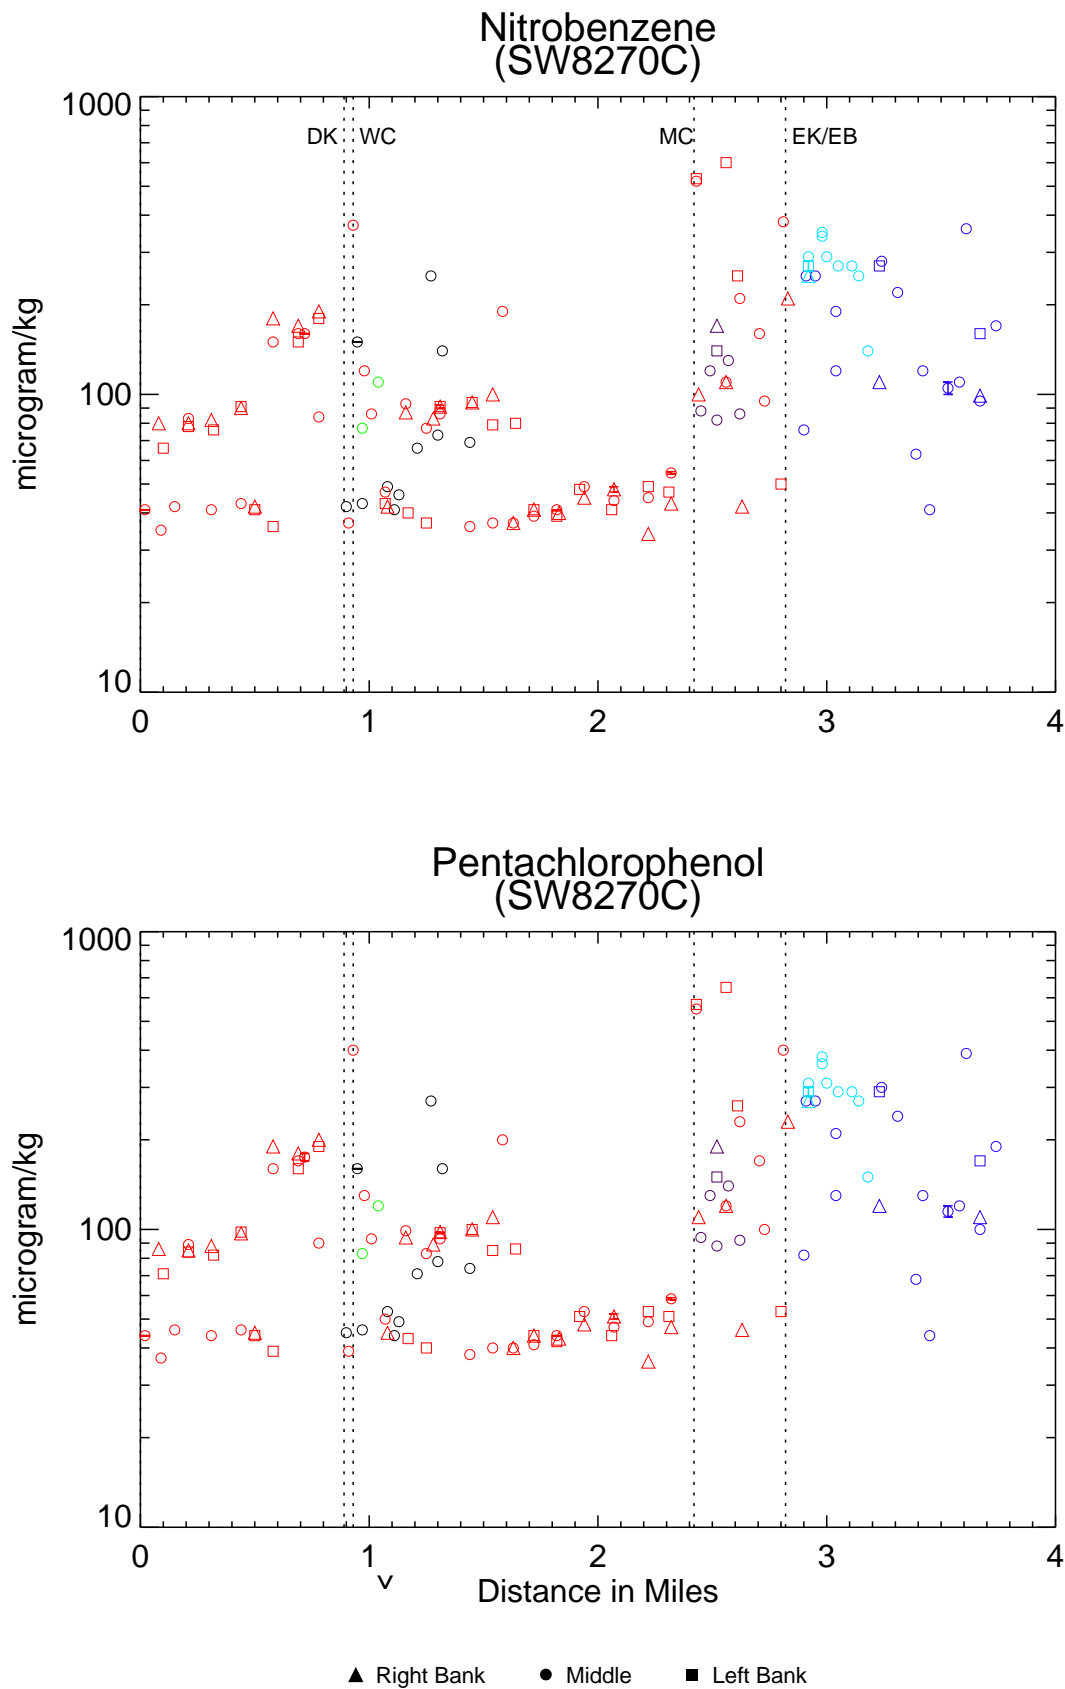 Nitrobenzene
(SW8270C)
1000
DK WC MC EK/EB
100
microgram/kg
10
0 1 2 3 4
Pentachlorophenol
(SW8270C)
1000
100
microgram/kg
10
0 1 2 3 4
v Distance in Miles
Right Bank Middle Left Bank